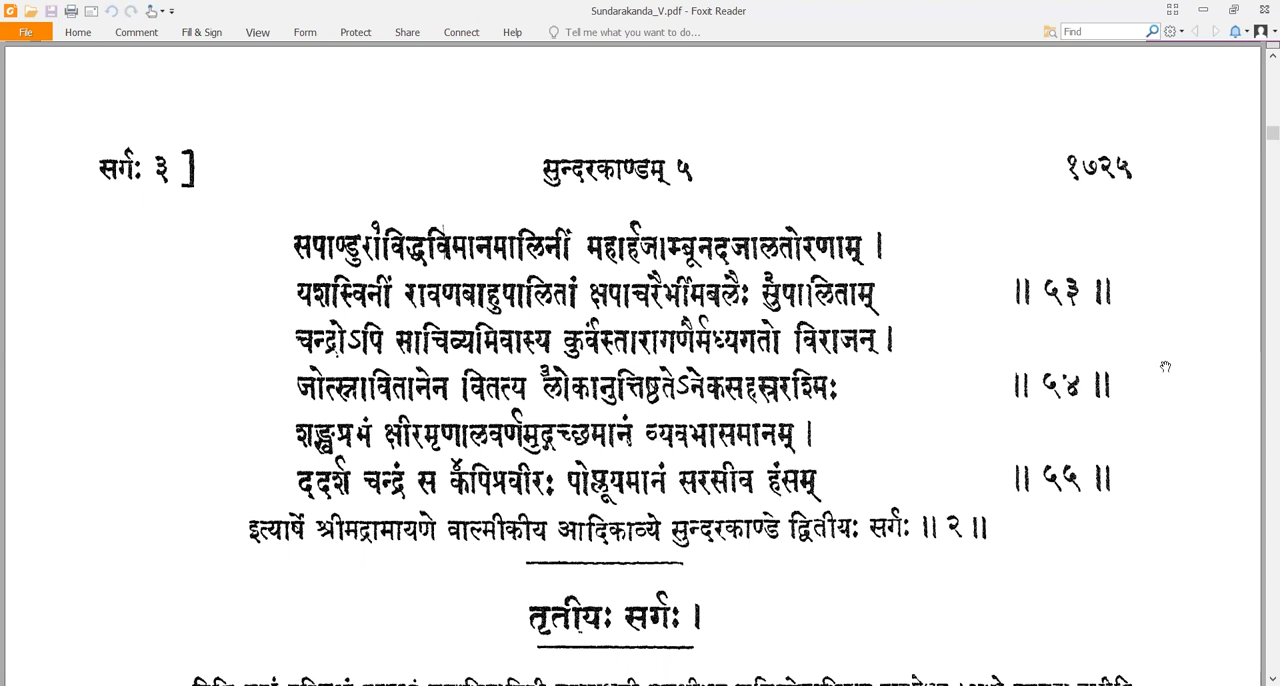 Sundarakanda_V.pdf - Foxit Reader
File Home Comment Fill & Sign View Form Protect Share Connect Help Tell me what you want to do... Find
सर्गः ३ ] सुन्दरकाण्डम् ५ १७२५
सपाण्डुरां१विद्धविमानमालिनीं महार्हजाम्बूनदजालतोरणाम् ।
यशस्विनीं रावणबाहुपालितां क्षपाचरैर्भीमबलैः २सुपालिताम् ॥ ५३ ॥
चन्द्रोऽपि साचिव्यमिवास्य कुर्वंस्तारागणैर्मध्यगतो विराजन् ।
जोत्स्नावितानेन वितत्य ३लोकानुत्तिष्ठतेऽनेकसहस्ररश्मिः ॥ ५४ ॥
शङ्खप्रभं क्षीरमृणालवर्णमुद्गच्छमानं व्यवभासमानम् ।
ददर्श चन्द्रं स ४कपिप्रवीरः पोप्लूयमानं सरसीव हंसम् ॥ ५५ ॥
इत्यार्षे श्रीमद्रामायणे वाल्मीकीय आदिकाव्ये सुन्दरकाण्डे द्वितीयः सर्गः ॥ २ ॥
तृतीयः सर्गः ।